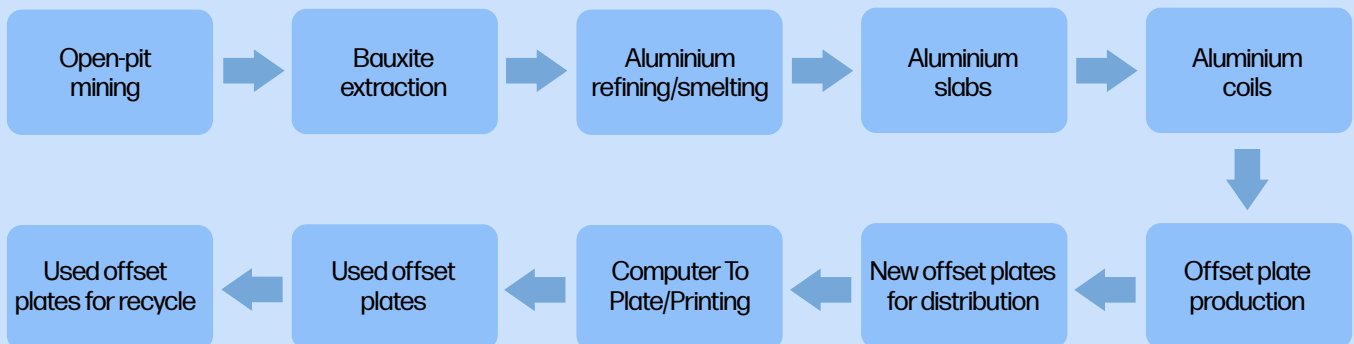 Open-pit
mining
Bauxite
extraction
Aluminium
refining/smelting
Aluminium
slabs
Aluminium
coils
Offset plate
production
New offset plates
for distribution
Computer To
Plate/Printing
Used offset
plates
Used offset
plates for recycle